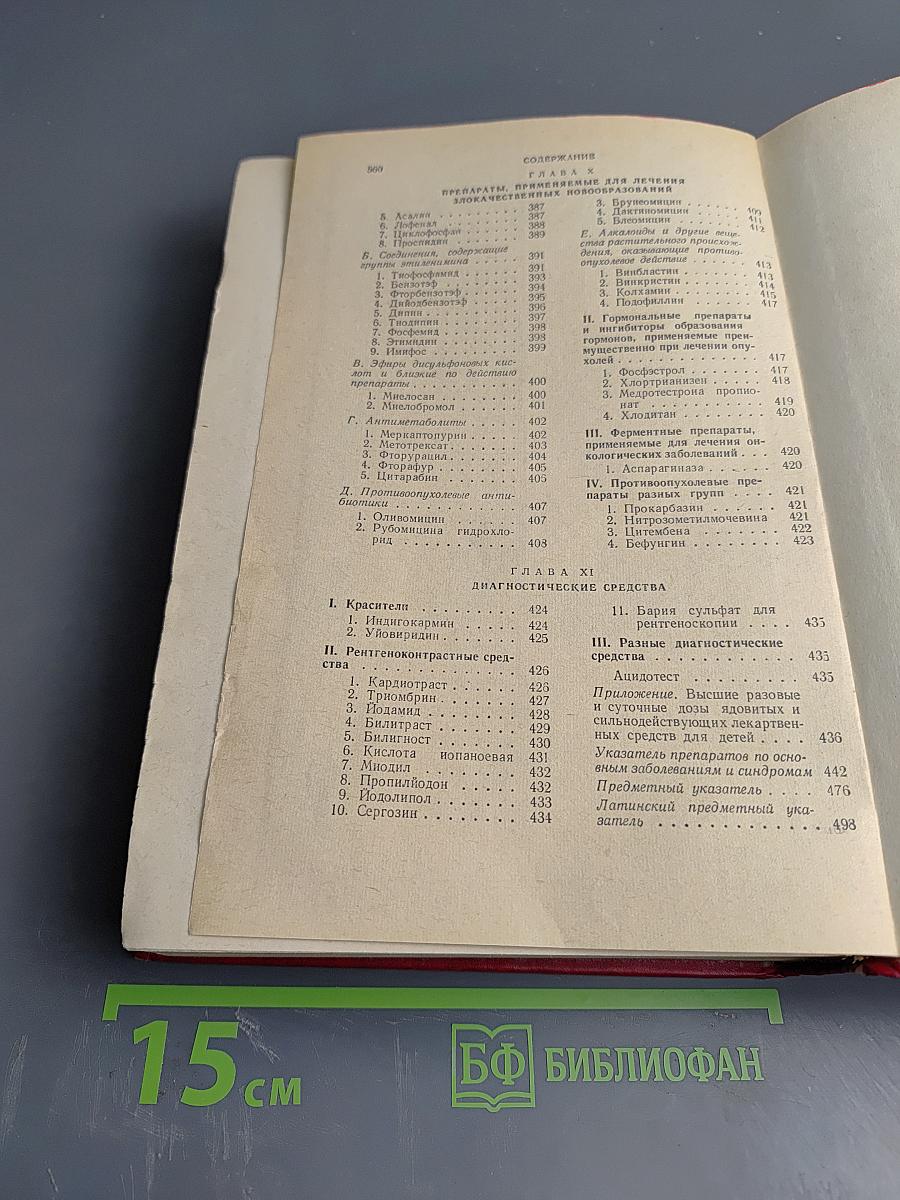 560
СОДЕРЖАНИЕ
ГЛАВА X
ПРЕПАРАТЫ, ПРИМЕНЯЕМЫЕ ДЛЯ ЛЕЧЕНИЯ
ЗЛОКАЧЕСТВЕННЫХ НОВООБРАЗОВАНИЙ
5. Асалин . . . . . . . . 387
6. Лофенал . . . . . . . 387
7. Циклофосфан . . . . . 388
8. Проспидин . . . . . . 389
Б. Соединения, содержащие
группы этиленимина . . . . 391
1. Тиофосфамид . . . . . 391
2. Бензотэф . . . . . . . 393
3. Фторбензотэф . . . . . 394
4. Дийодбензотэф . . . . 395
5. Дипин . . . . . . . . 396
6. Тиодипин . . . . . . . 397
7. Фосфемид . . . . . . . 398
8. Этимидин . . . . . . . 398
9. Имифос . . . . . . . . 399
В. Эфиры дисульфоновых кис-
лот и близкие по действию
препараты . . . . . . . . . 400
1. Миелосан . . . . . . . 400
2. Миелобромол . . . . . 401
Г. Антиметаболиты . . . . . 402
1. Меркаптопурин . . . . 402
2. Метотрексат . . . . . . 403
3. Фторурацил . . . . . . 404
4. Фторафур . . . . . . . 405
5. Цитарабин . . . . . . 405
Д. Противоопухолевые анти-
биотики . . . . . . . . . . 407
1. Оливомицин . . . . . . 407
2. Рубомицина гидрохло-
рид . . . . . . . . . . 408
3. Брунеомицин . . . . . 409
4. Дактиномицин . . . . . 411
5. Блеомицин . . . . . . 412
Е. Алкалоиды и другие веще-
ства растительного происхож-
дения, оказывающие противо-
опухолевое действие . . . . . 413
1. Винбластин . . . . . . 413
2. Винкристин . . . . . . 414
3. Колхамин . . . . . . . 415
4. Подофиллин . . . . . . 417
II. Гормональные препараты
и ингибиторы образования
гормонов, применяемые преи-
мущественно при лечении опу-
холей . . . . . . . . . . . 417
1. Фосфэстрол . . . . . . 417
2. Хлортрианизен . . . . . 418
3. Медротестрона пропио-
нат . . . . . . . . . . 419
4. Хлодитан . . . . . . . 420
III. Ферментные препараты,
применяемые для лечения он-
кологических заболеваний . . . 420
1. Аспарагиназа . . . . . . 420
IV. Противоопухолевые пре-
параты разных групп . . . . 421
1. Прокарбазин . . . . . . 421
2. Нитрозометилмочевина 421
3. Цитембена . . . . . . . 422
4. Бефунгин . . . . . . . . 423
ГЛАВА XI
ДИАГНОСТИЧЕСКИЕ СРЕДСТВА
I. Красители . . . . . . . . 424
1. Индигокармин . . . . . 424
2. Уйовиридин . . . . . . 425
II. Рентгеноконтрастные сред-
ства . . . . . . . . . . . . 426
1. Кардиотраст . . . . . . 426
2. Триомбрин . . . . . . . 427
3. Йодамид . . . . . . . . 428
4. Билитраст . . . . . . . 429
5. Билигност . . . . . . . 430
6. Кислота иопаноевая 431
7. Миодил . . . . . . . . 432
8. Пропилйодон . . . . . . 432
9. Йодолипол . . . . . . . 433
10. Сергозин . . . . . . . . 434
11. Бария сульфат для
рентгеноскопии . . . . 435
III. Разные диагностические
средства . . . . . . . . . . 435
Ацидотест . . . . . . . . 435
Приложение. Высшие разовые
и суточные дозы ядовитых и
сильнодействующих лекартвен-
ных средств для детей . . . . 436
Указатель препаратов по осно-
вным заболеваниям и синдромам 442
Предметный указатель . . . . 476
Латинский предметный ука-
затель . . . . . . . . . . . . 498
15 см
БФ БИБЛИОФАН